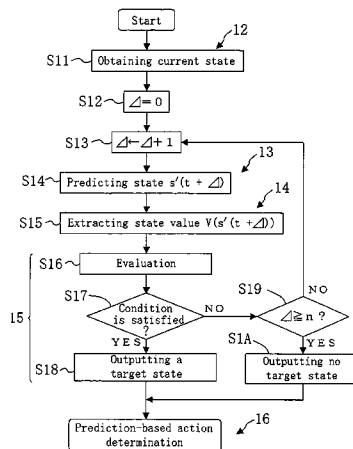 Start
12
S11
Obtaining current state
S12
⊿=0
S13
⊿←⊿+1
13
S14
Predicting state s'(t + ⊿)
14
S15
Extracting state value V(s'(t +⊿))
S16
Evaluation
15
S17
Condition
is satisfied
?
NO
YES
S19
⊿≧n ?
NO
YES
S1A
S18
Outputting a
target state
Outputting no
target state
16
Prediction-based action
determination